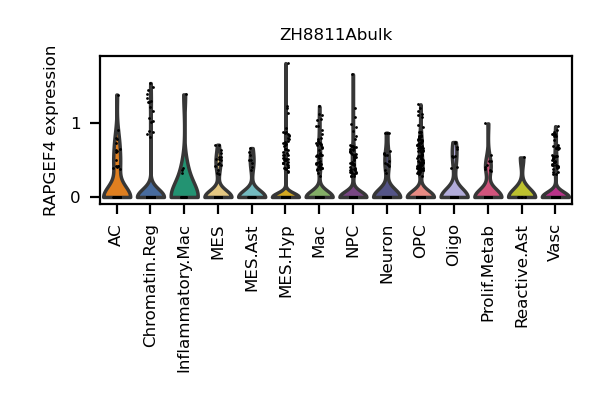 ZH8811Abulk
RAPGEF4 expression
1
0
AC
Chromatin.Reg
Inflammatory.Mac
MES
MES.Ast
MES.Hyp
Mac
NPC
Neuron
OPC
Oligo
Prolif.Metab
Reactive.Ast
Vasc